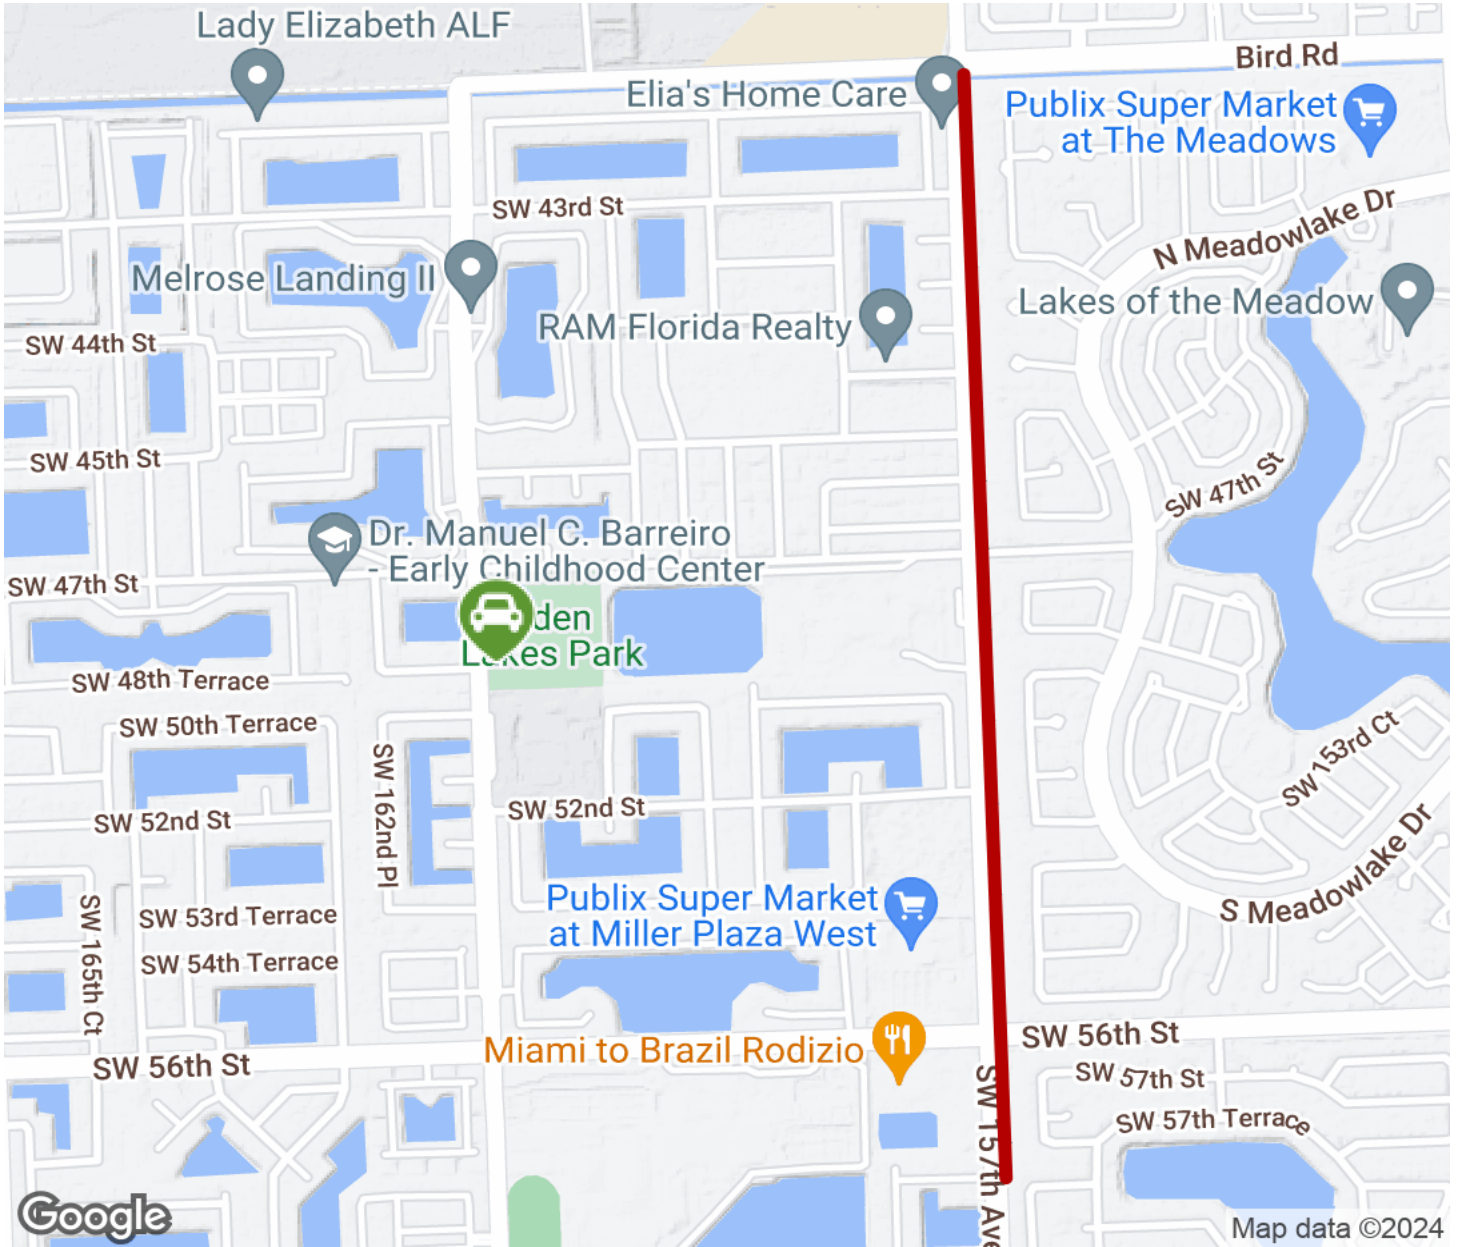 Lady Elizabeth ALF
Bird Rd
Elia's Home Care
Publix Super Market
at The Meadows
SW 43rd St
N Meadowlake Dr
Melrose Landing II
Lakes of the Meadow
RAM Florida Realty
SW 44th St
SW 45th St
SW 47th St
Dr. Manuel C. Barreiro
- Early Childhood Center
SW 47th St
den
Lakes Park
SW 48th Terrace
SW 50th Terrace
SW 153rd Ct
SW 162nd Pl
SW 52nd St
SW 52nd St
S Meadowlake Dr
Publix Super Market
at Miller Plaza West
SW 53rd Terrace
SW 165th Ct
SW 54th Terrace
SW 56th St
Miami to Brazil Rodizio
SW 56th St
SW 57th St
SW 157th Ave
SW 57th Terrace
Google
Map data ©2024